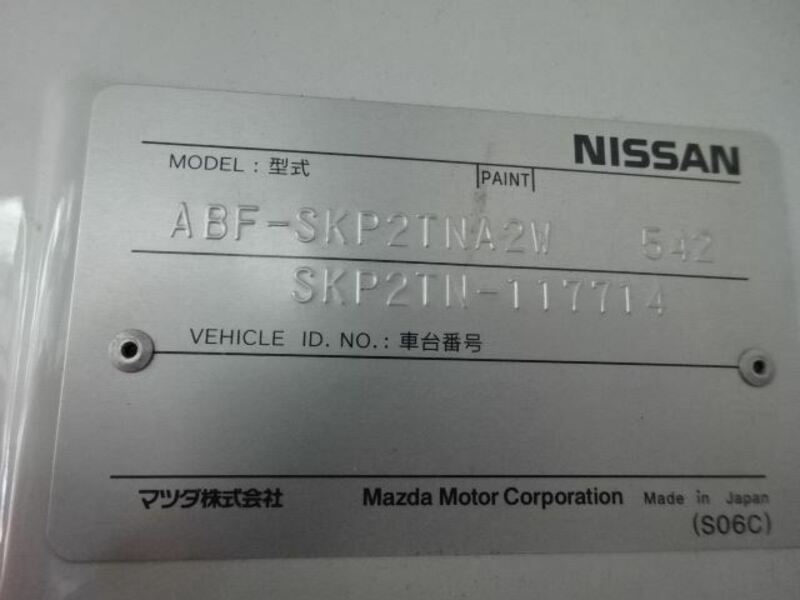 NISSAN
MODEL : 型式 PAINT
ABF-SKP2TNA2W 542
SKP2TN-117714
VEHICLE ID. NO. : 車台番号
マツダ株式会社 Mazda Motor Corporation Made in Japan
(S06C)